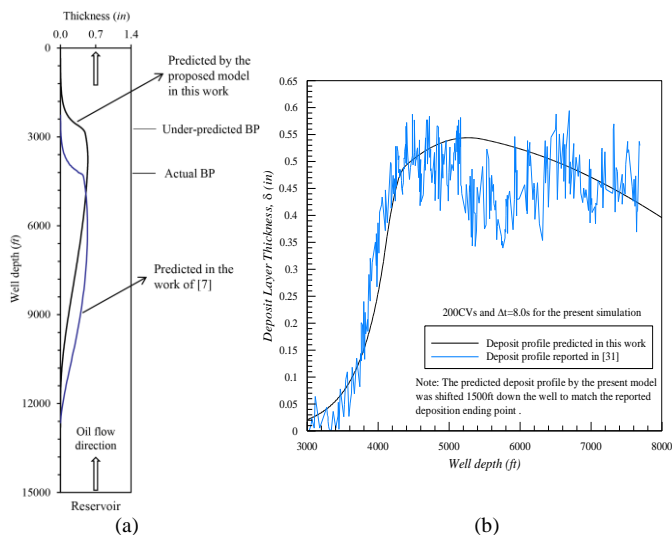 Thickness (in)
0.0 0.7 1.4
0
3000
6000
9000
12000
15000
Well depth (ft)
Predicted by the
proposed model
in this work
Under-predicted BP
Actual BP
Predicted in the
work of [7]
Oil flow
direction
Reservoir
(a)
0.65
0.6
0.55
0.5
0.45
0.4
0.35
0.3
0.25
0.2
0.15
0.1
0.05
0
Deposit Layer Thickness, δ (in)
200CVs and Δt=8.0s for the present simulation
Deposit profile predicted in this work
Deposit profile reported in [31]
Note: The predicted deposit profile by the present model
was shifted 1500ft down the well to match the reported
deposition ending point .
3000 4000 5000 6000 7000 8000
Well depth (ft)
(b)